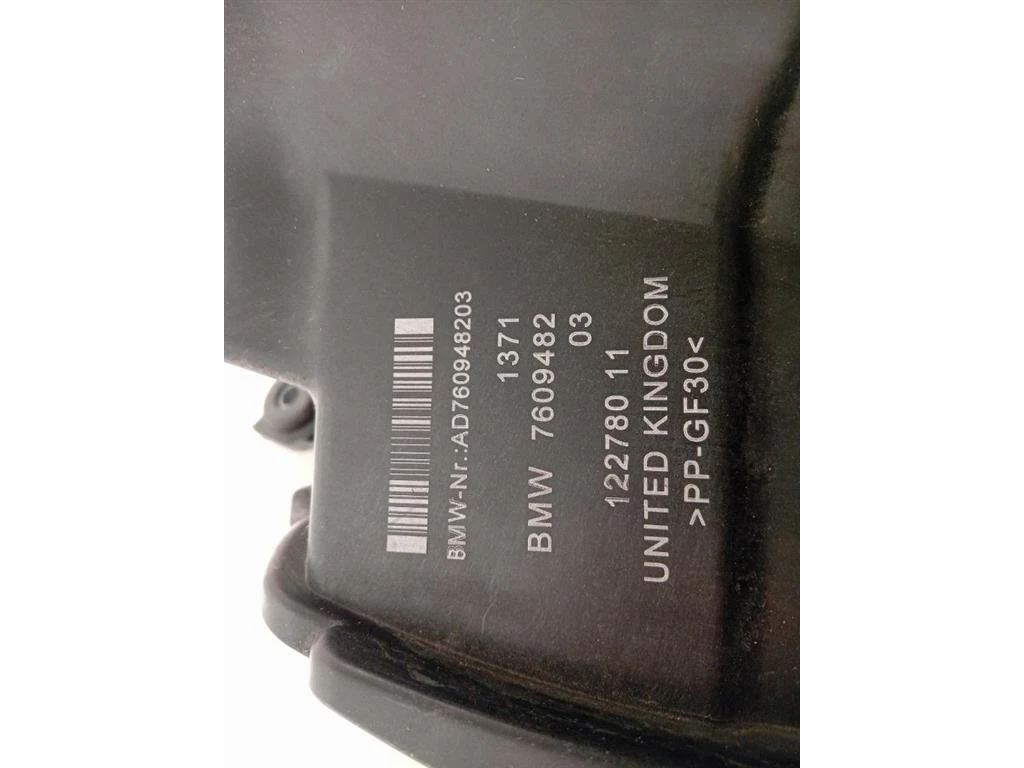 BMW-Nr.:AD760948203
1371
BMW 7609482
03
122780 11
UNITED KINGDOM
>PP-GF30<